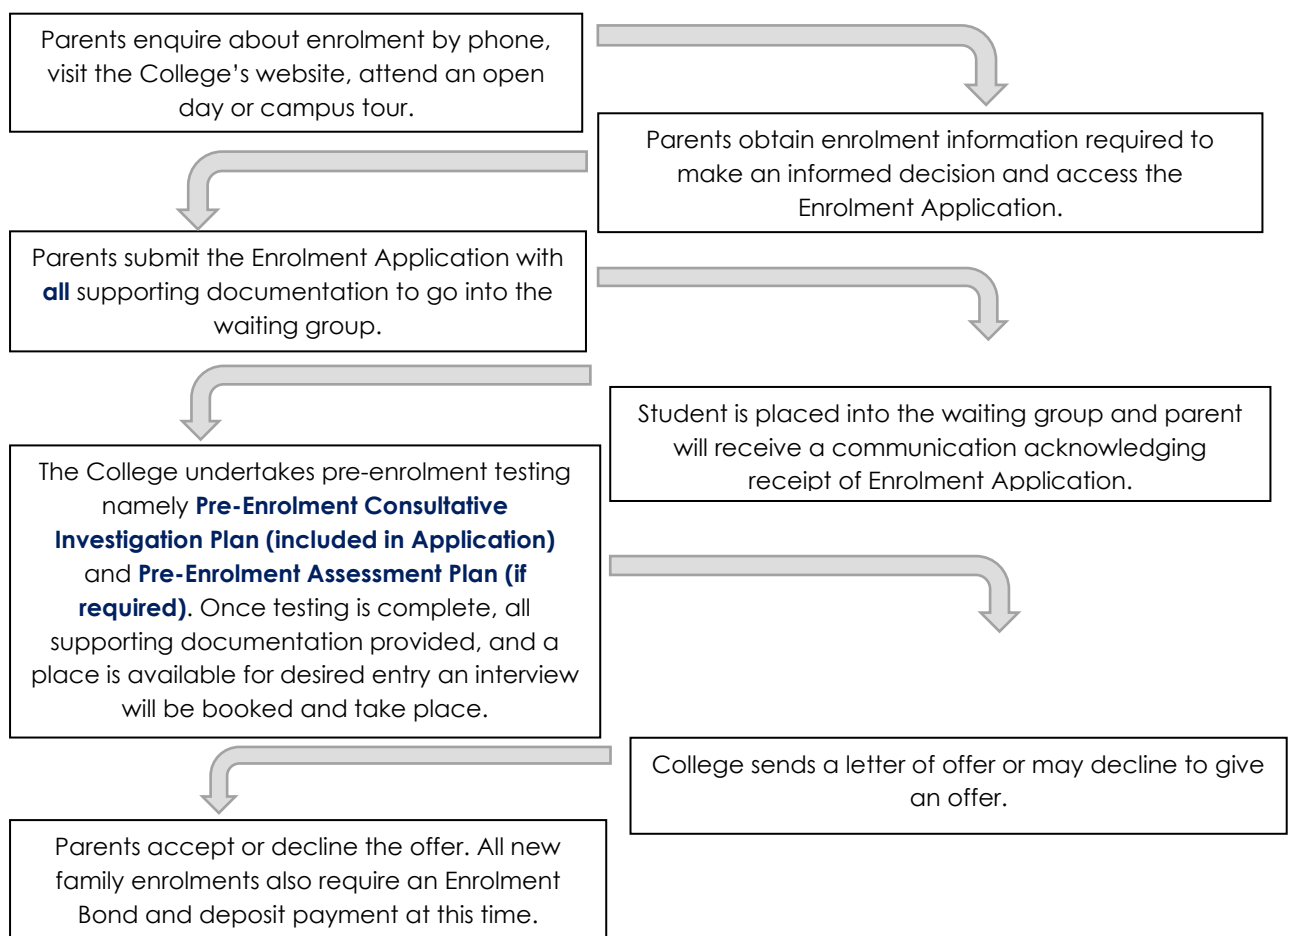 Parents enquire about enrolment by phone,
visit the College’s website, attend an open
day or campus tour.
Parents obtain enrolment information required to
make an informed decision and access the
Enrolment Application.
Parents submit the Enrolment Application with
all supporting documentation to go into the
waiting group.
Student is placed into the waiting group and parent
will receive a communication acknowledging
receipt of Enrolment Application.
The College undertakes pre-enrolment testing
namely Pre-Enrolment Consultative
Investigation Plan (included in Application)
and Pre-Enrolment Assessment Plan (if
required). Once testing is complete, all
supporting documentation provided, and a
place is available for desired entry an interview
will be booked and take place.
College sends a letter of offer or may decline to give
an offer.
Parents accept or decline the offer. All new
family enrolments also require an Enrolment
Bond and deposit payment at this time.